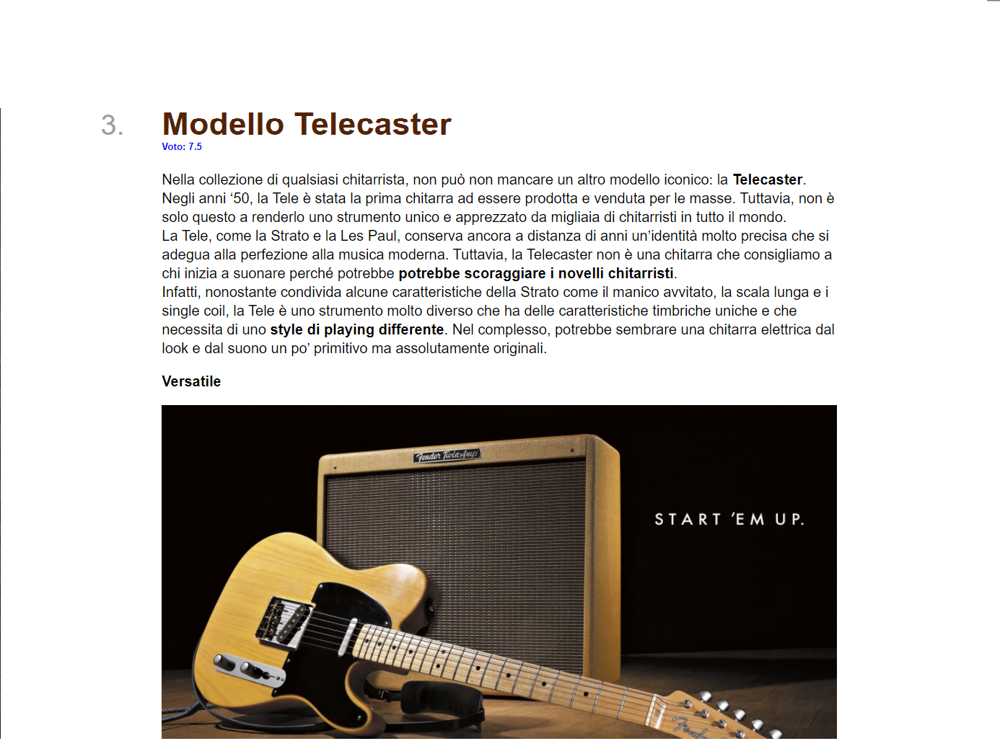 3. Modello Telecaster
Voto: 7.5
Nella collezione di qualsiasi chitarrista, non può non mancare un altro modello iconico: la Telecaster.
Negli anni ‘50, la Tele è stata la prima chitarra ad essere prodotta e venduta per le masse. Tuttavia, non è
solo questo a renderlo uno strumento unico e apprezzato da migliaia di chitarristi in tutto il mondo.
La Tele, come la Strato e la Les Paul, conserva ancora a distanza di anni un’identità molto precisa che si
adegua alla perfezione alla musica moderna. Tuttavia, la Telecaster non è una chitarra che consigliamo a
chi inizia a suonare perché potrebbe potrebbe scoraggiare i novelli chitarristi.
Infatti, nonostante condivida alcune caratteristiche della Strato come il manico avvitato, la scala lunga e i
single coil, la Tele è uno strumento molto diverso che ha delle caratteristiche timbriche uniche e che
necessita di uno style di playing differente. Nel complesso, potrebbe sembrare una chitarra elettrica dal
look e dal suono un po’ primitivo ma assolutamente originali.
Versatile
Fender Twin-Amp
START ’EM UP.
Fender